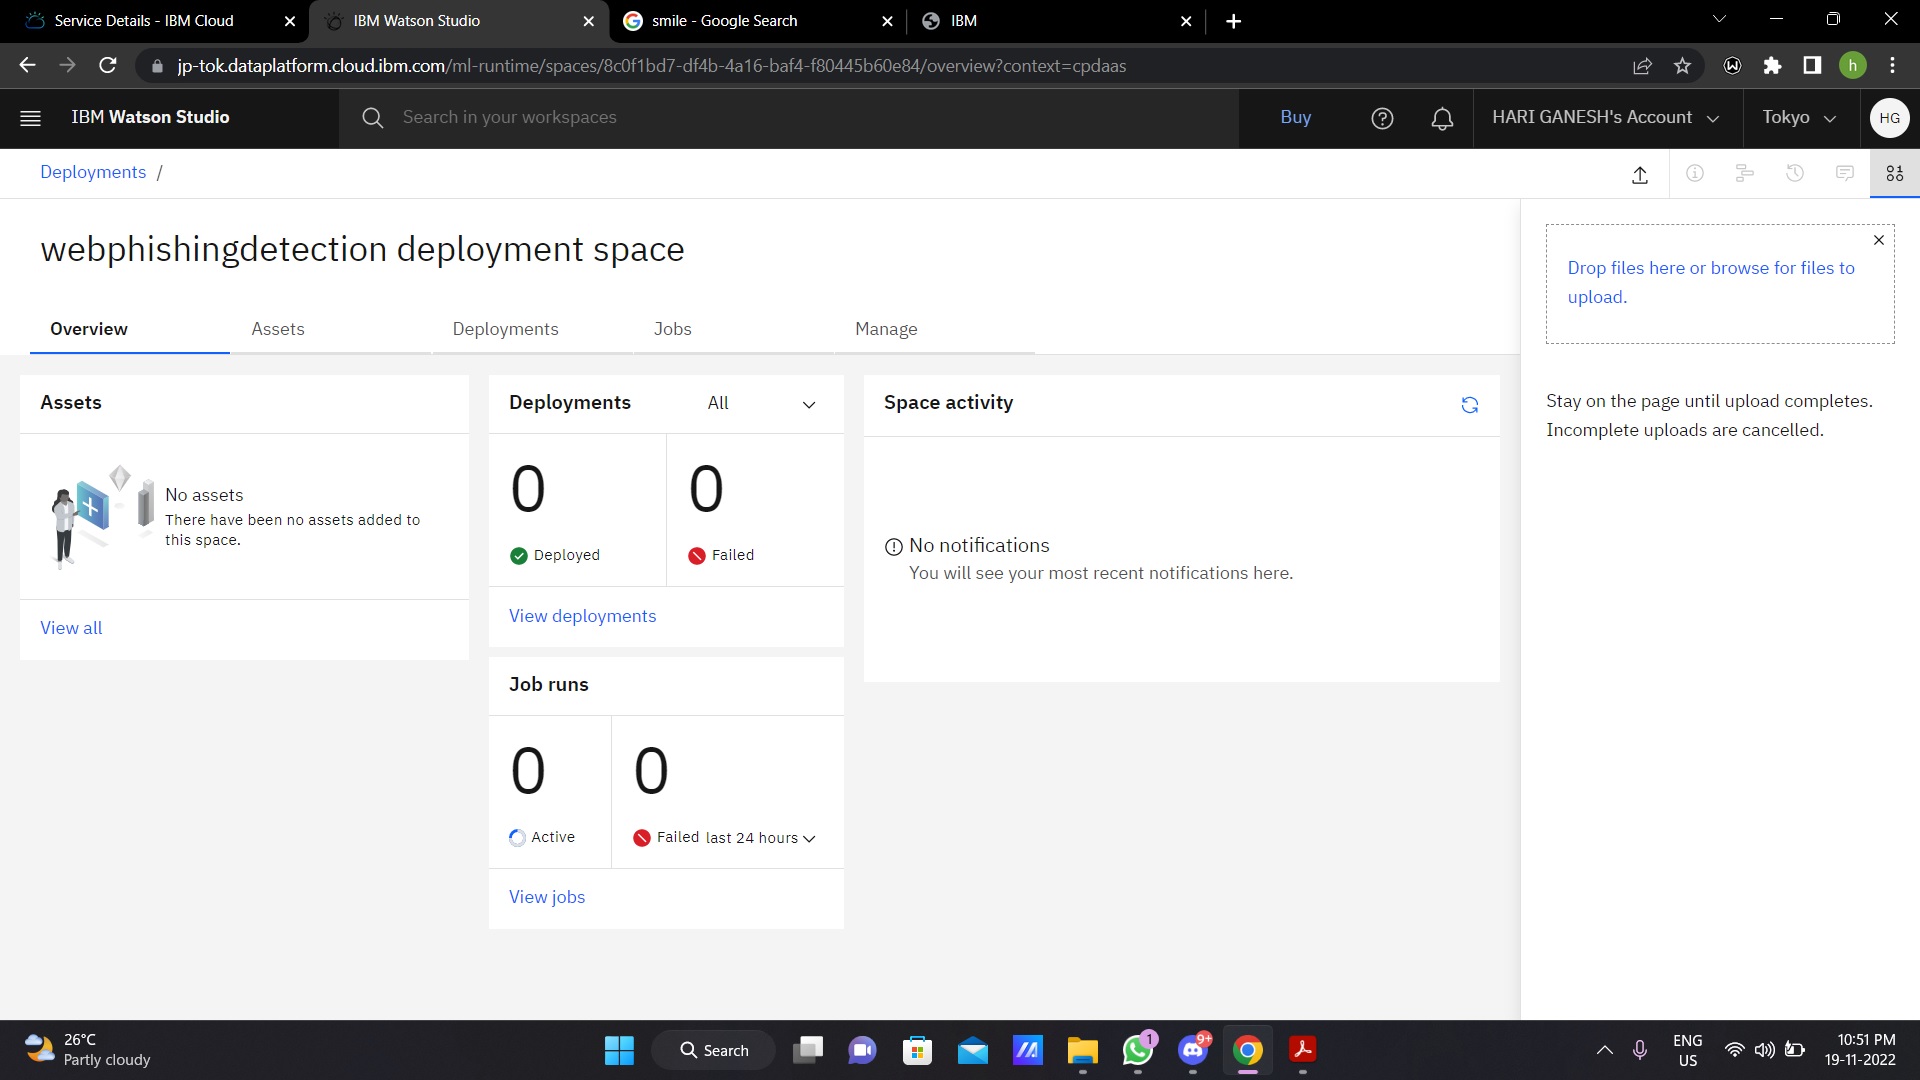 Service Details - IBM Cloud
IBM Watson Studio
smile - Google Search
IBM
jp-tok.dataplatform.cloud.ibm.com/ml-runtime/spaces/8c0f1bd7-df4b-4a16-baf4-f80445b60e84/overview?context=cpdaas
h
IBM Watson Studio
Search in your workspaces
Buy
HARI GANESH's Account
Tokyo
HG
Deployments /
webphishingdetection deployment space
Overview
Assets
Deployments
Jobs
Manage
Drop files here or browse for files to
upload.
Stay on the page until upload completes.
Incomplete uploads are cancelled.
Assets
No assets
There have been no assets added to
this space.
View all
Deployments
All
0
0
Deployed
Failed
View deployments
Job runs
0
0
Active
Failed last 24 hours
View jobs
Space activity
No notifications
You will see your most recent notifications here.
26°C
Partly cloudy
Search
1
9+
ENG
US
10:51 PM
19-11-2022